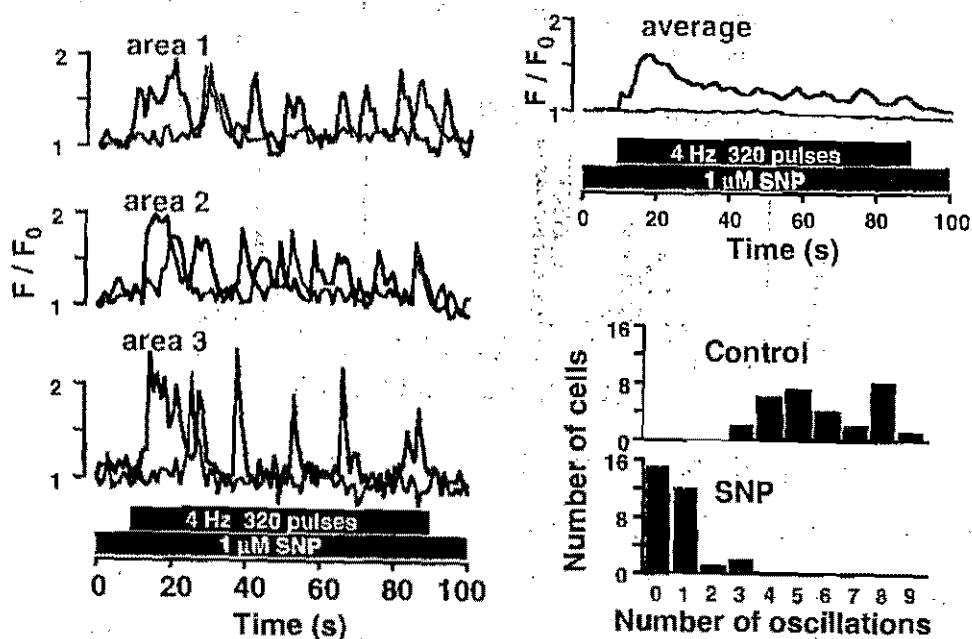 area 1
2
1
area 2
F / F0
2
1
area 3
2
1
4 Hz 320 pulses
1 µM SNP
0 20 40 60 80 100
Time (s)
average
F / F0
2
1
4 Hz 320 pulses
1 µM SNP
0 20 40 60 80 100
Time (s)
Number of cells
Control
16
8
0
SNP
16
8
0
0 1 2 3 4 5 6 7 8 9
Number of oscillations